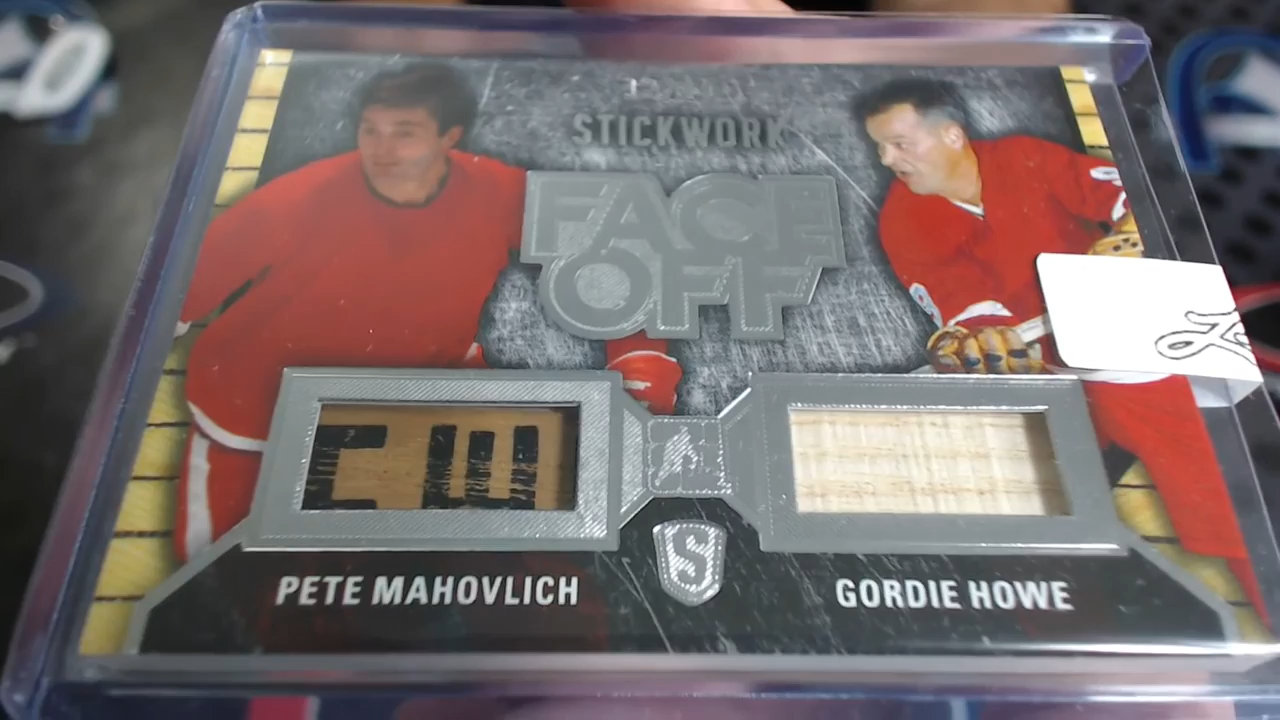 STICKWORK
FACE
OFF
S
PETE MAHOVLICH
GORDIE HOWE